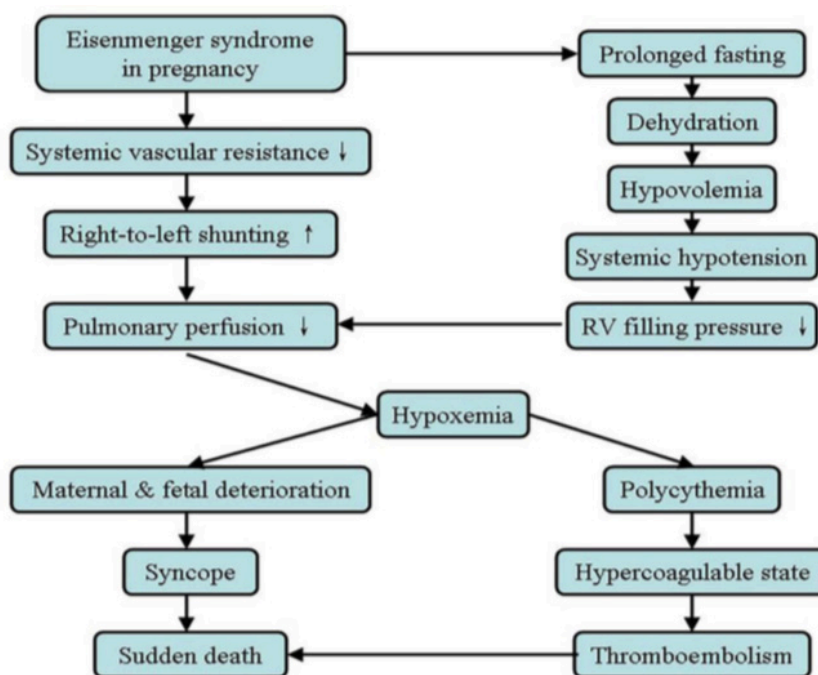 Eisenmenger syndrome
in pregnancy
Prolonged fasting
Systemic vascular resistance ↓
Dehydration
Right-to-left shunting ↑
Hypovolemia
Systemic hypotension
Pulmonary perfusion ↓
RV filling pressure ↓
Hypoxemia
Maternal & fetal deterioration
Polycythemia
Syncope
Hypercoagulable state
Sudden death
Thromboembolism